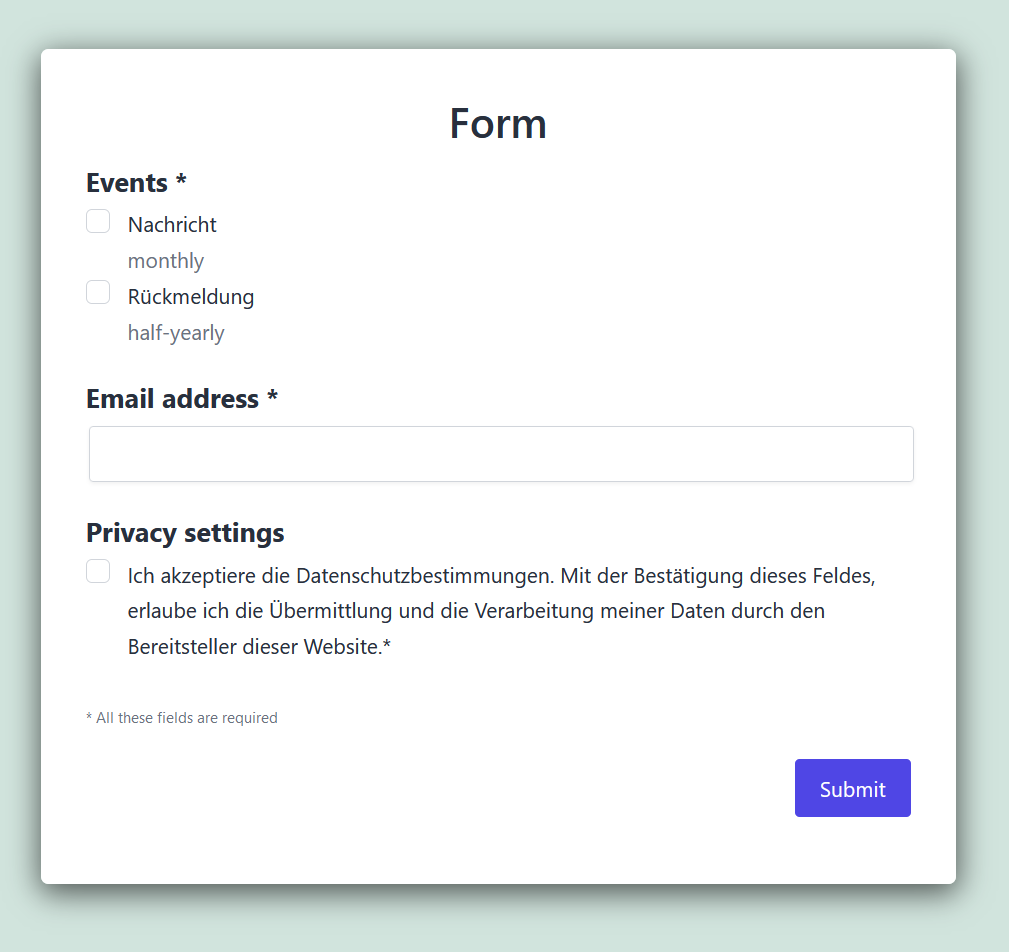 Form
Events *
Nachricht
monthly
Rückmeldung
half-yearly
Email address *
Privacy settings
Ich akzeptiere die Datenschutzbestimmungen. Mit der Bestätigung dieses Feldes,
erlaube ich die Übermittlung und die Verarbeitung meiner Daten durch den
Bereitsteller dieser Website.*
* All these fields are required
Submit